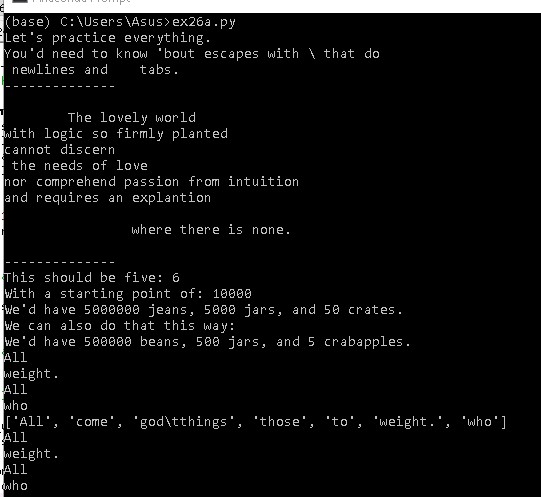 (base) C:\Users\Asus>ex26a.py
Let's practice everything.
You'd need to know 'bout escapes with \ that do
 newlines and    tabs.
--------------
        The lovely world
with logic so firmly planted
cannot discern
 the needs of love
nor comprehend passion from intuition
and requires an explantion
                where there is none.
--------------
This should be five: 6
With a starting point of: 10000
We'd have 5000000 jeans, 5000 jars, and 50 crates.
We can also do that this way:
We'd have 500000 beans, 500 jars, and 5 crabapples.
All
weight.
All
who
['All', 'come', 'god\tthings', 'those', 'to', 'weight.', 'who']
All
weight.
All
who